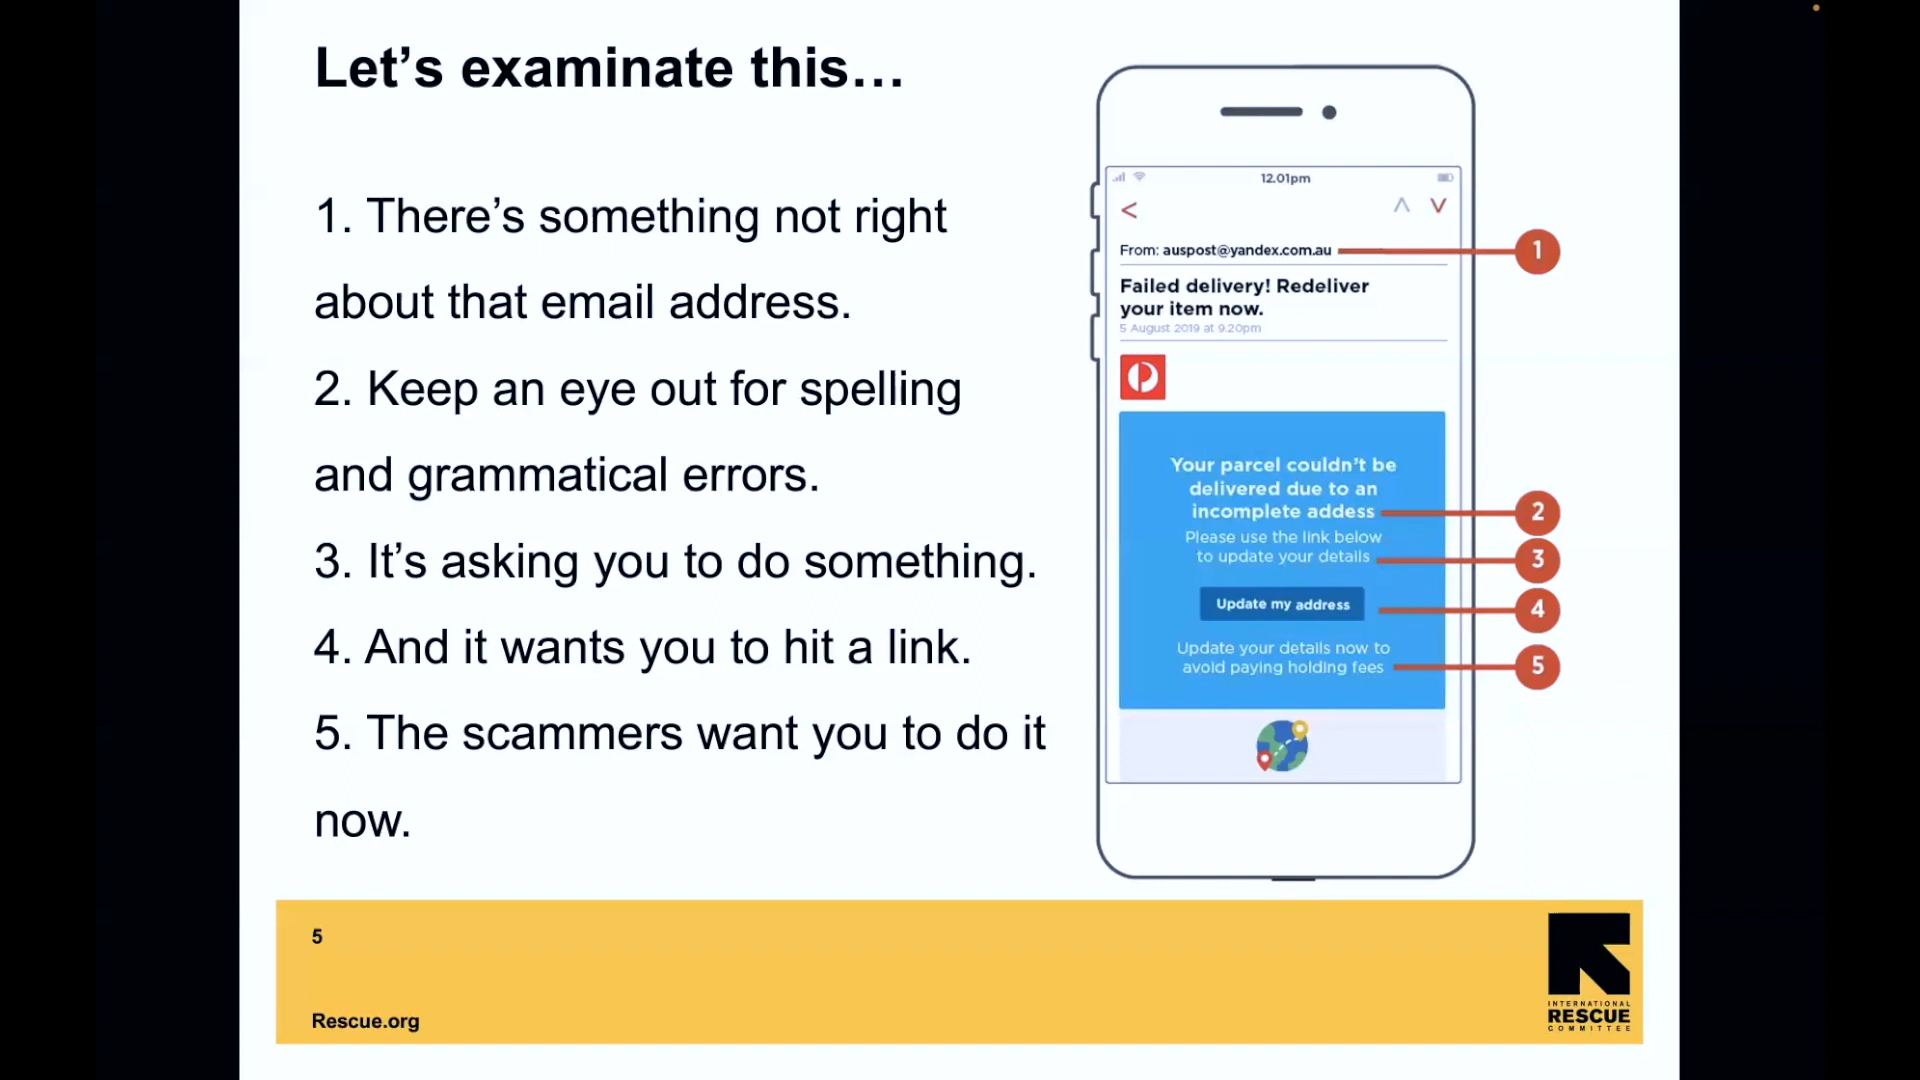 Let’s examinate this…
1. There’s something not right
about that email address.
2. Keep an eye out for spelling
and grammatical errors.
3. It’s asking you to do something.
4. And it wants you to hit a link.
5. The scammers want you to do it
now.
12.01pm
From: auspost@yandex.com.au
1
Failed delivery! Redeliver
your item now.
5 August 2019 at 9.20pm
Your parcel couldn’t be
delivered due to an
incomplete addess
2
Please use the link below
to update your details
3
Update my address
4
Update your details now to
avoid paying holding fees
5
5
Rescue.org
INTERNATIONAL
RESCUE
COMMITTEE